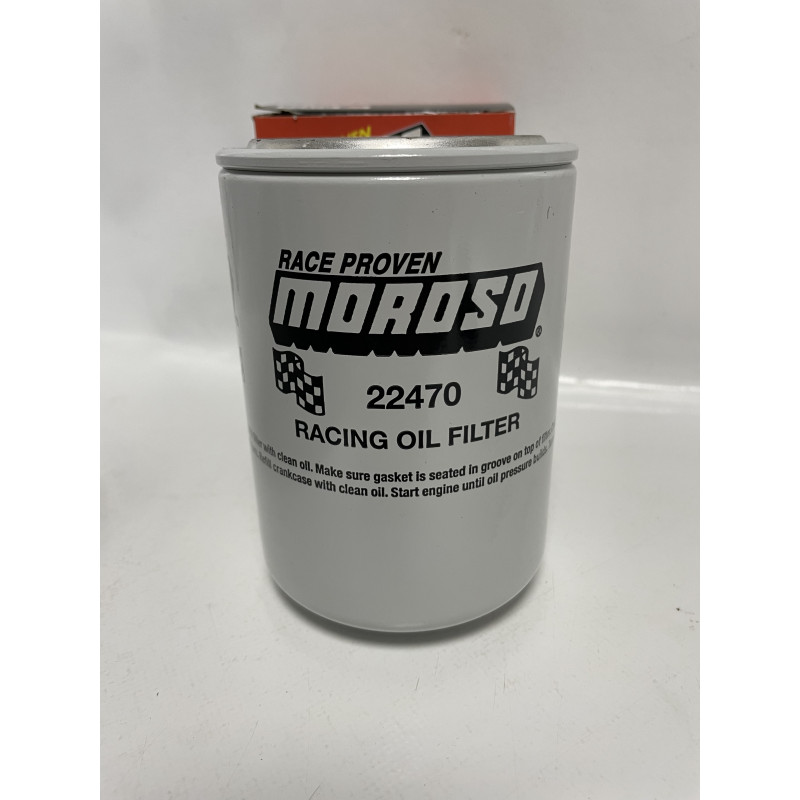 RACE PROVEN
MOROSO®
22470
RACING OIL FILTER
with clean oil. Make sure gasket is seated in groove on top of
crankcase with clean oil. Start engine until oil pressure